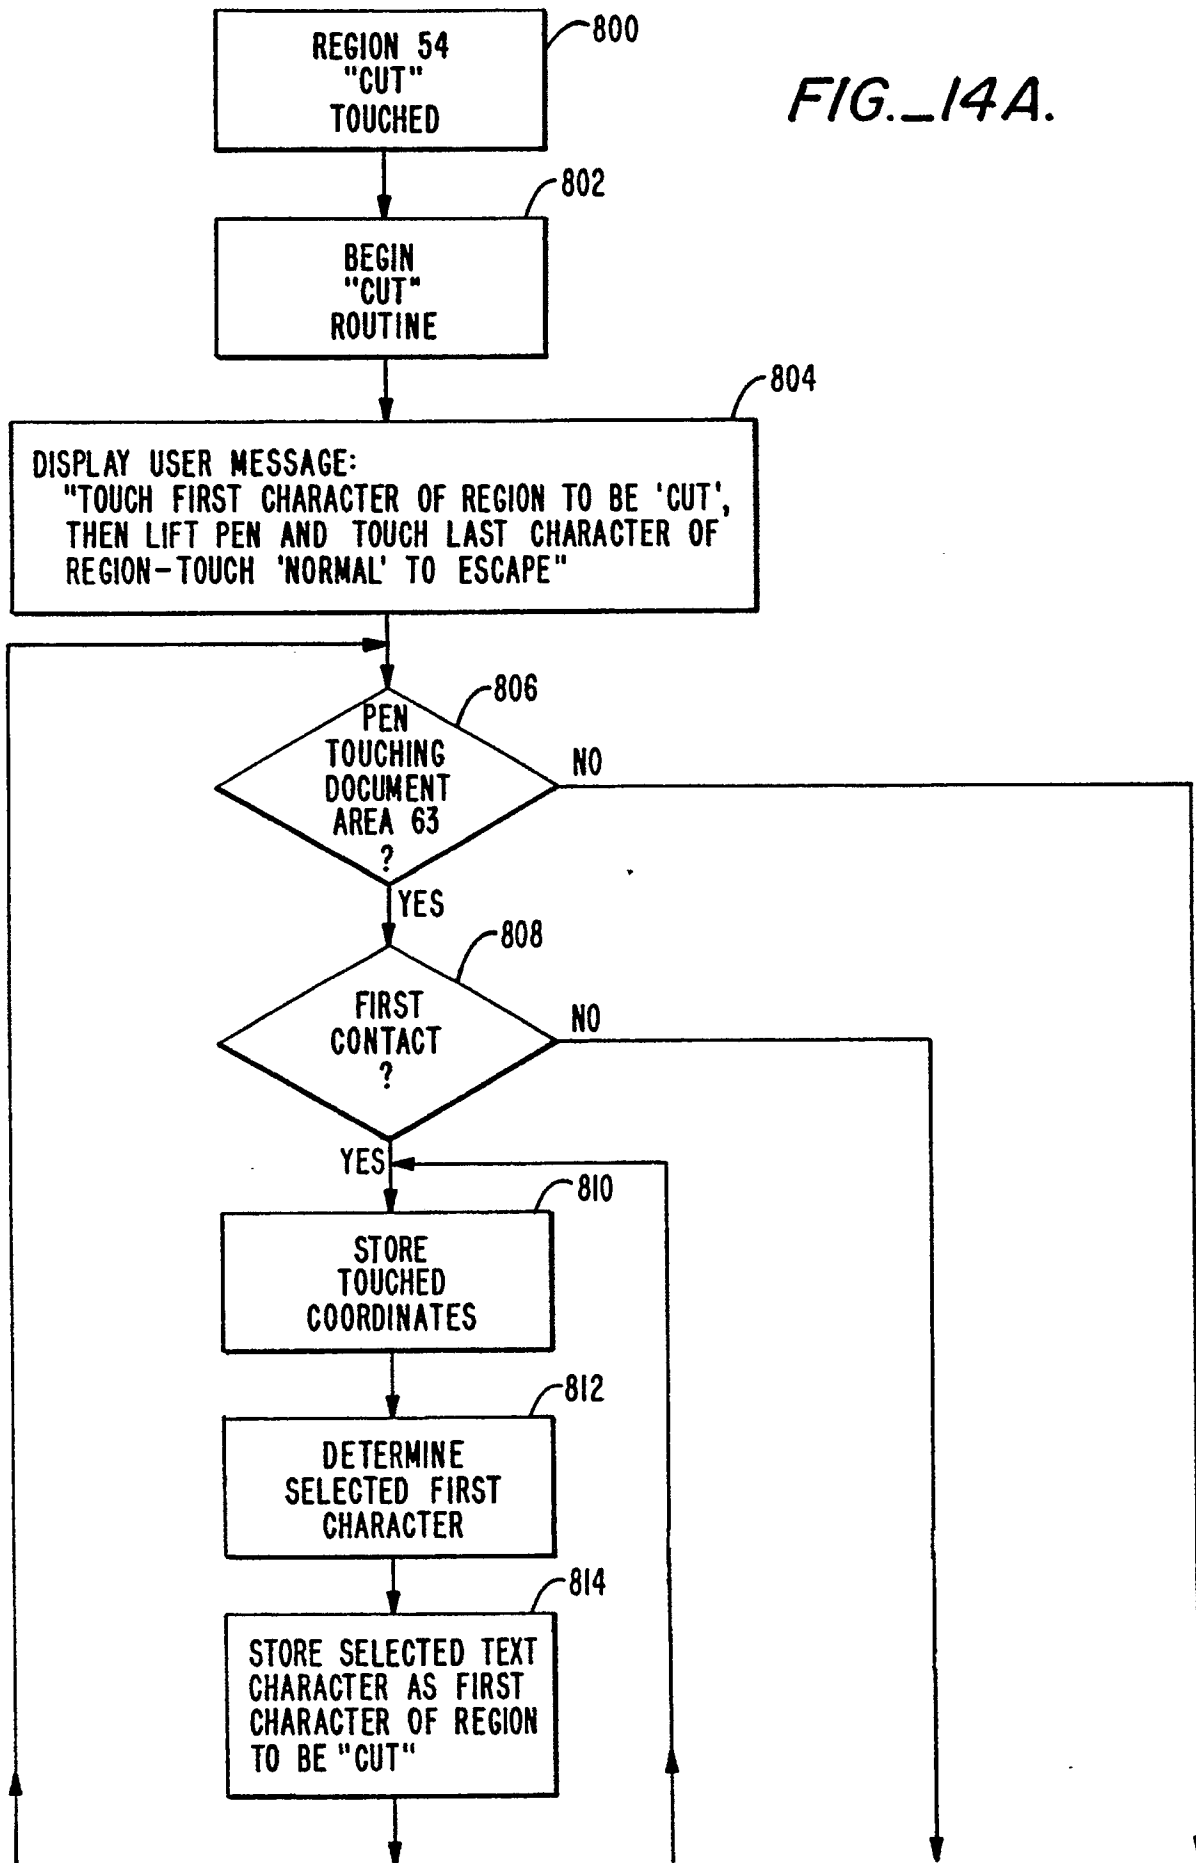 800
REGION 54
"CUT"
TOUCHED
FIG._14A.
802
BEGIN
"CUT"
ROUTINE
804
DISPLAY USER MESSAGE:
"TOUCH FIRST CHARACTER OF REGION TO BE 'CUT',
THEN LIFT PEN AND TOUCH LAST CHARACTER OF
REGION-TOUCH 'NORMAL' TO ESCAPE"
806
PEN
TOUCHING
DOCUMENT
AREA 63
?
NO
YES
808
FIRST
CONTACT
?
NO
YES
810
STORE
TOUCHED
COORDINATES
812
DETERMINE
SELECTED FIRST
CHARACTER
814
STORE SELECTED TEXT
CHARACTER AS FIRST
CHARACTER OF REGION
TO BE "CUT"